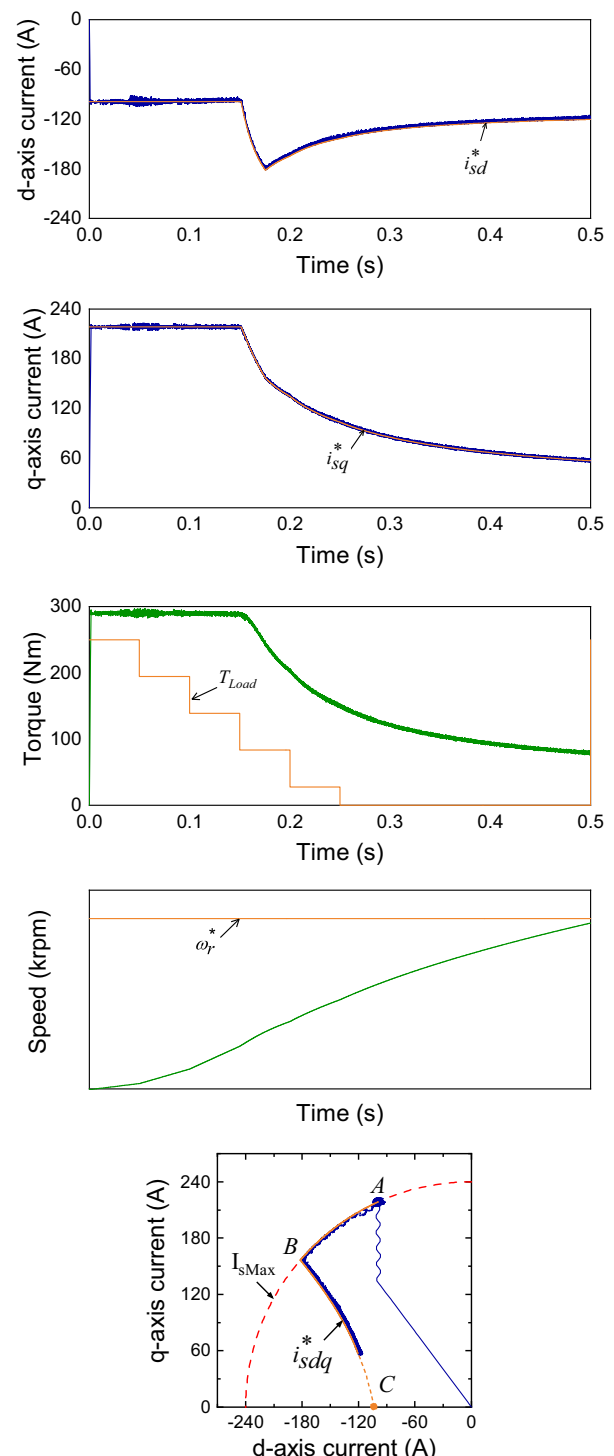 0
-60
-120
-180
-240
d-axis current (A)
i*sd
0.0 0.1 0.2 0.3 0.4 0.5
Time (s)
240
180
120
60
0
q-axis current (A)
i*sq
0.0 0.1 0.2 0.3 0.4 0.5
Time (s)
300
200
100
0
Torque (Nm)
TLoad
0.0 0.1 0.2 0.3 0.4 0.5
Time (s)
Speed (krpm)
ωr*
Time (s)
240
180
120
60
0
q-axis current (A)
A
B
IsMax
i*sdq
C
-240 -180 -120 -60 0
d-axis current (A)